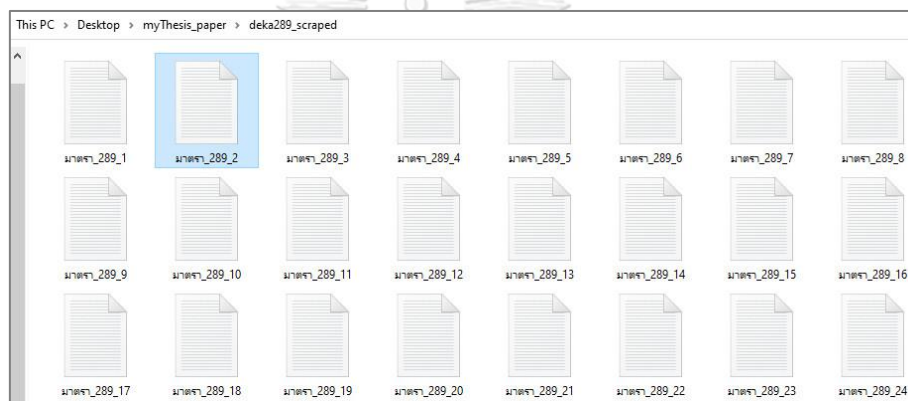 This PC > Desktop > myThesis_paper > deka289_scraped
มาตรา_289_1 มาตรา_289_2 มาตรา_289_3 มาตรา_289_4 มาตรา_289_5 มาตรา_289_6 มาตรา_289_7 มาตรา_289_8
มาตรา_289_9 มาตรา_289_10 มาตรา_289_11 มาตรา_289_12 มาตรา_289_13 มาตรา_289_14 มาตรา_289_15 มาตรา_289_16
มาตรา_289_17 มาตรา_289_18 มาตรา_289_19 มาตรา_289_20 มาตรา_289_21 มาตรา_289_22 มาตรา_289_23 มาตรา_289_24